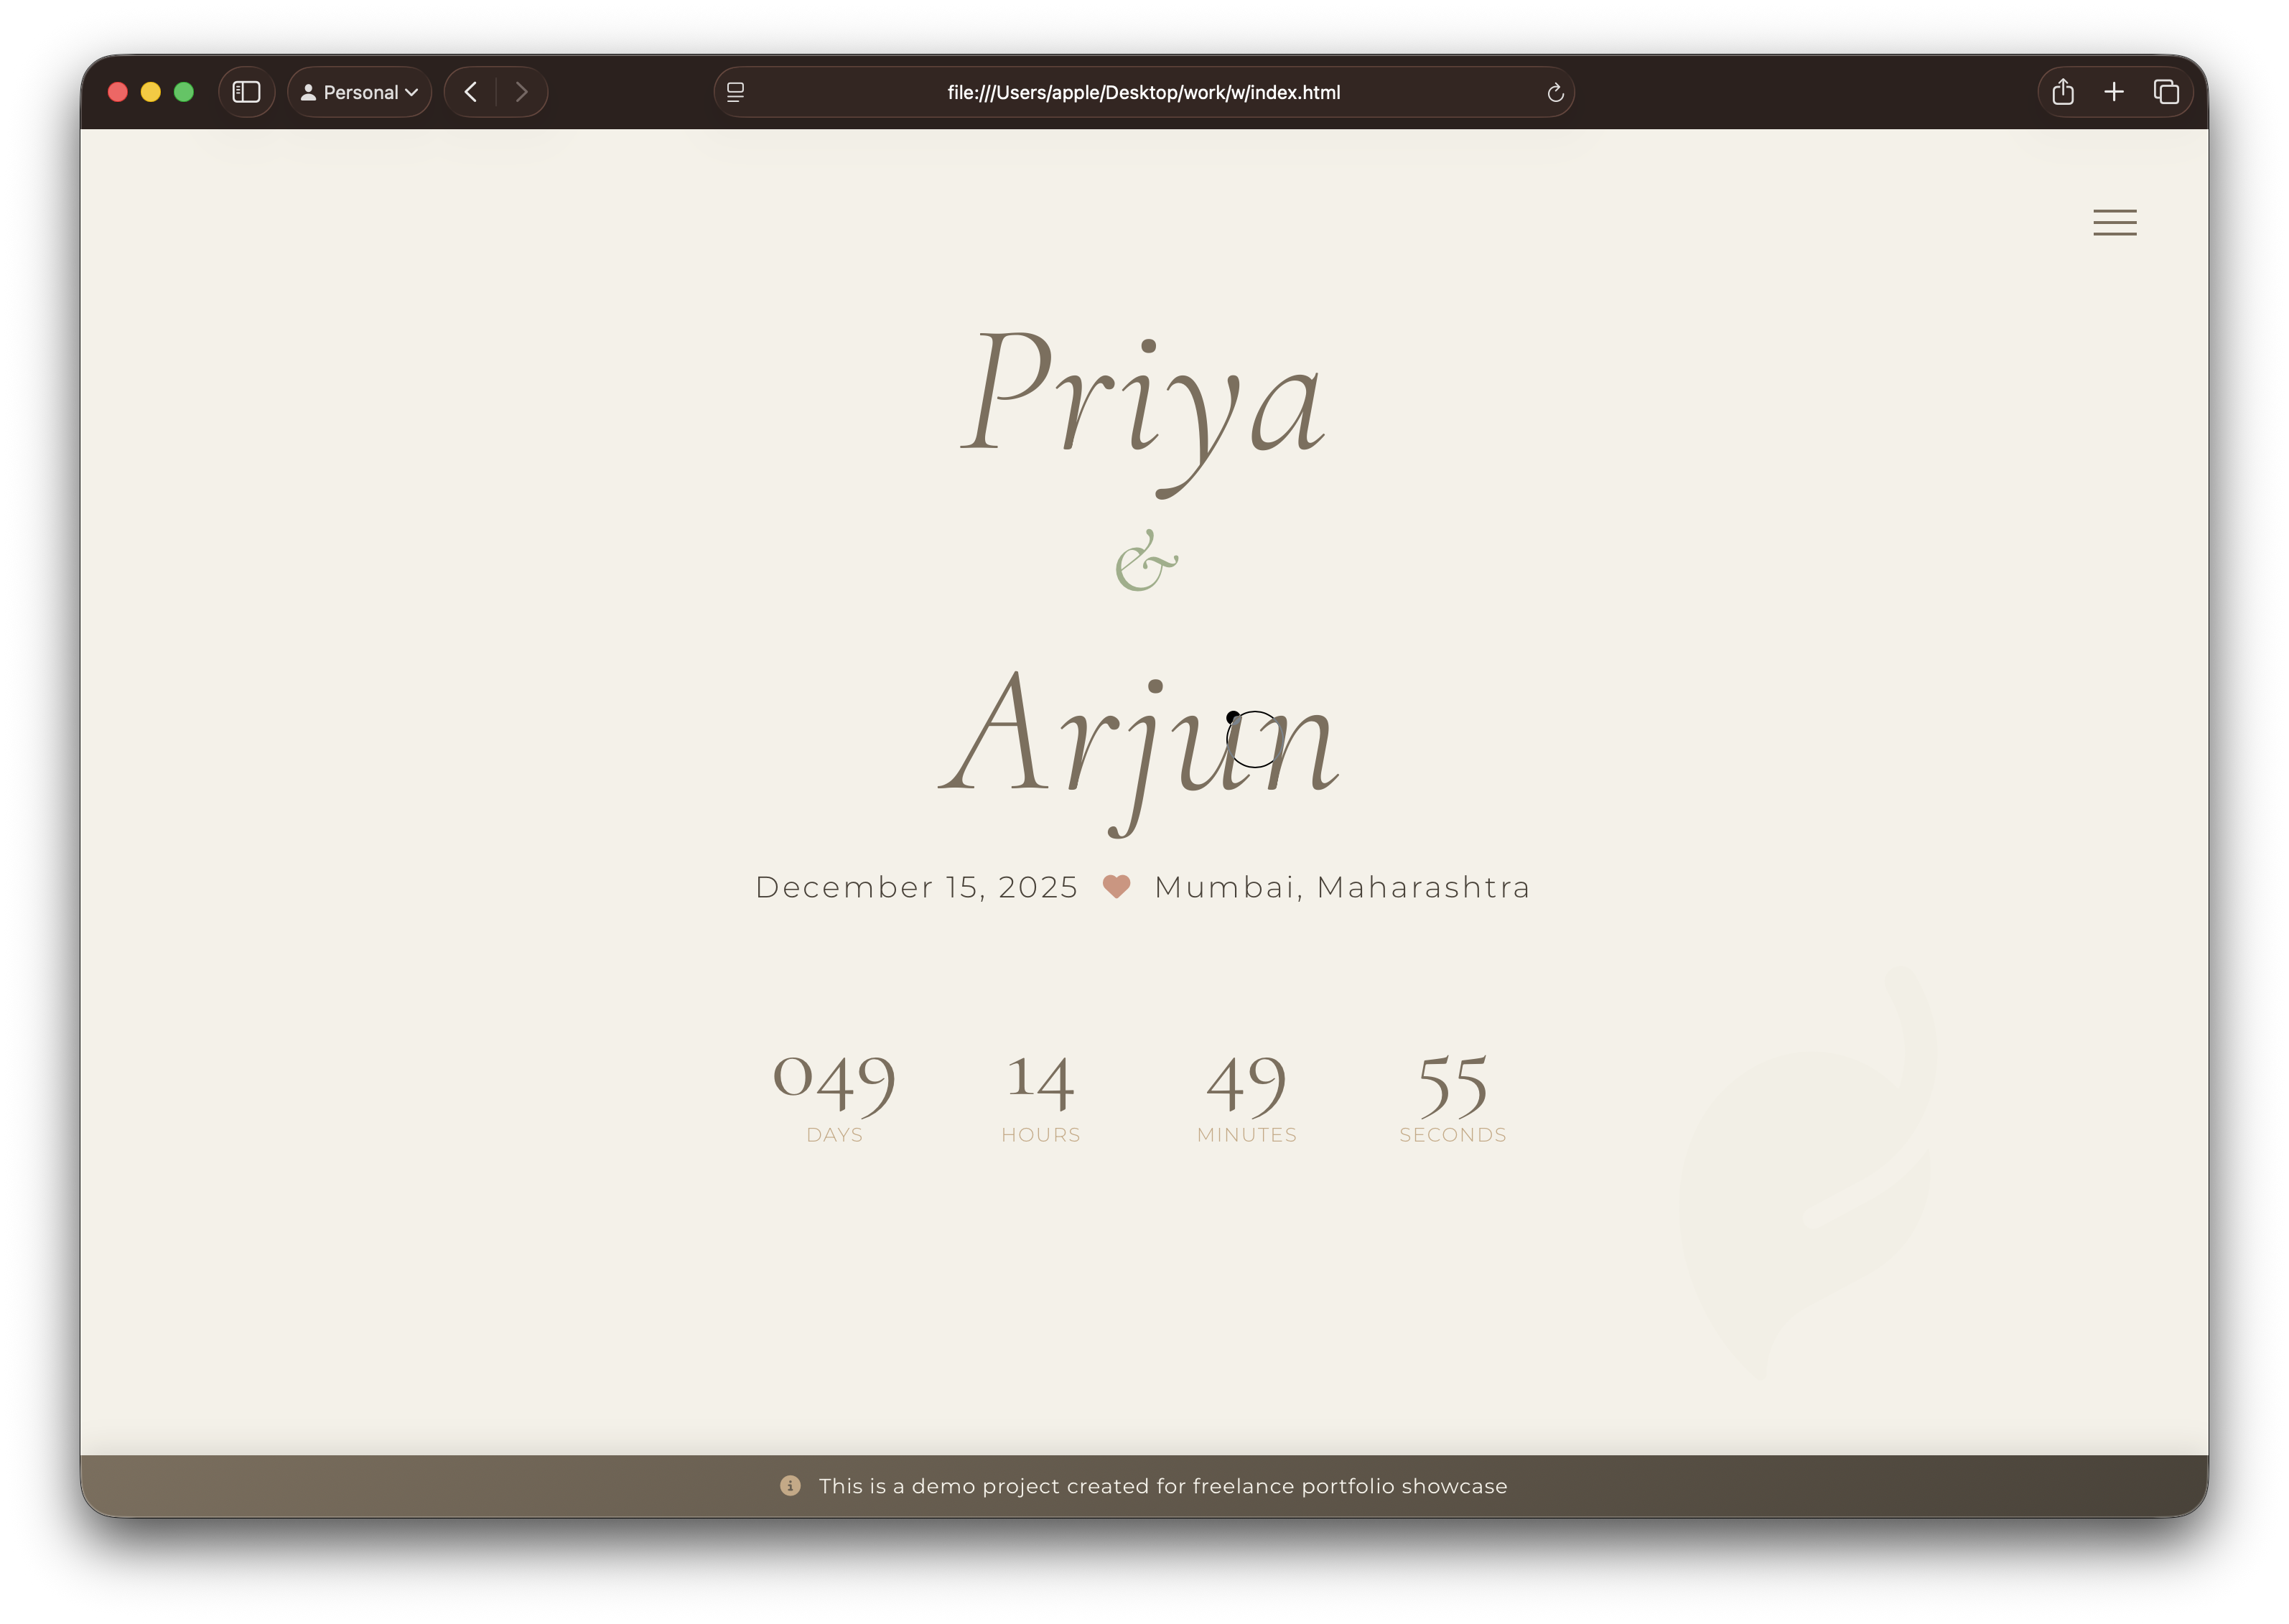 Personal
file:///Users/apple/Desktop/work/w/index.html
Priya
&
Arjun
December 15, 2025 Mumbai, Maharashtra
049 14 49 55
DAYS HOURS MINUTES SECONDS
This is a demo project created for freelance portfolio showcase